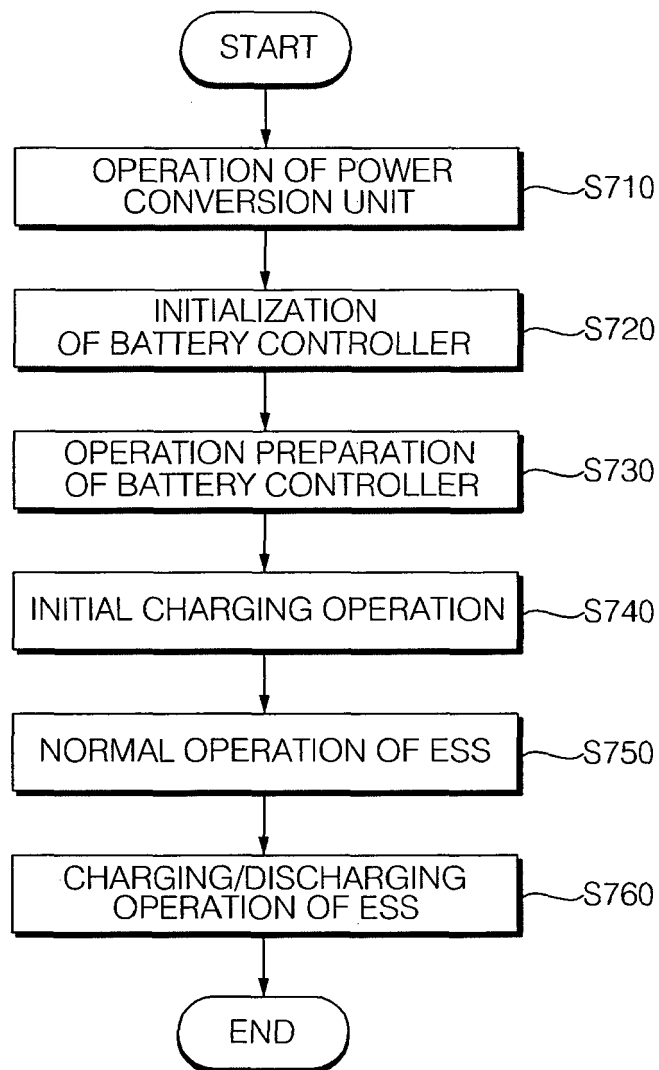 START
OPERATION OF POWER
CONVERSION UNIT
S710
INITIALIZATION
OF BATTERY CONTROLLER
S720
OPERATION PREPARATION
OF BATTERY CONTROLLER
S730
INITIAL CHARGING OPERATION
S740
NORMAL OPERATION OF ESS
S750
CHARGING/DISCHARGING
OPERATION OF ESS
S760
END